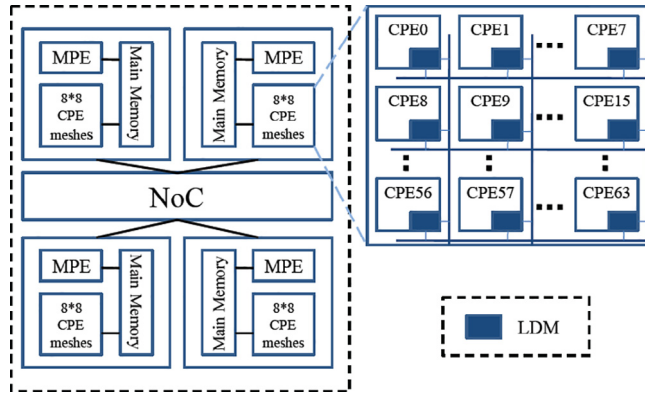 MPE
Main Memory
8*8
CPE
meshes
Main Memory
MPE
8*8
CPE
meshes
NoC
MPE
Main Memory
8*8
CPE
meshes
Main Memory
MPE
8*8
CPE
meshes
CPE0 CPE1 CPE7
CPE8 CPE9 CPE15
CPE56 CPE57 CPE63
LDM